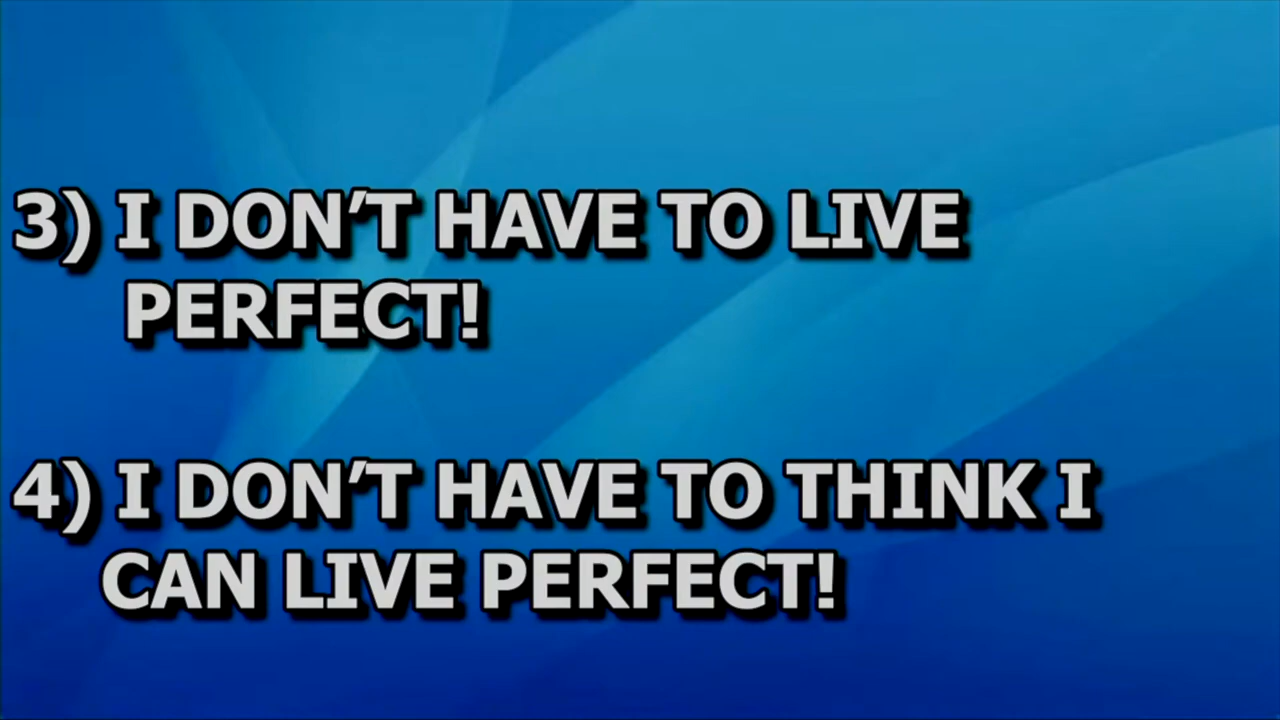 3) I DON’T HAVE TO LIVE
PERFECT!
4) I DON’T HAVE TO THINK I
CAN LIVE PERFECT!